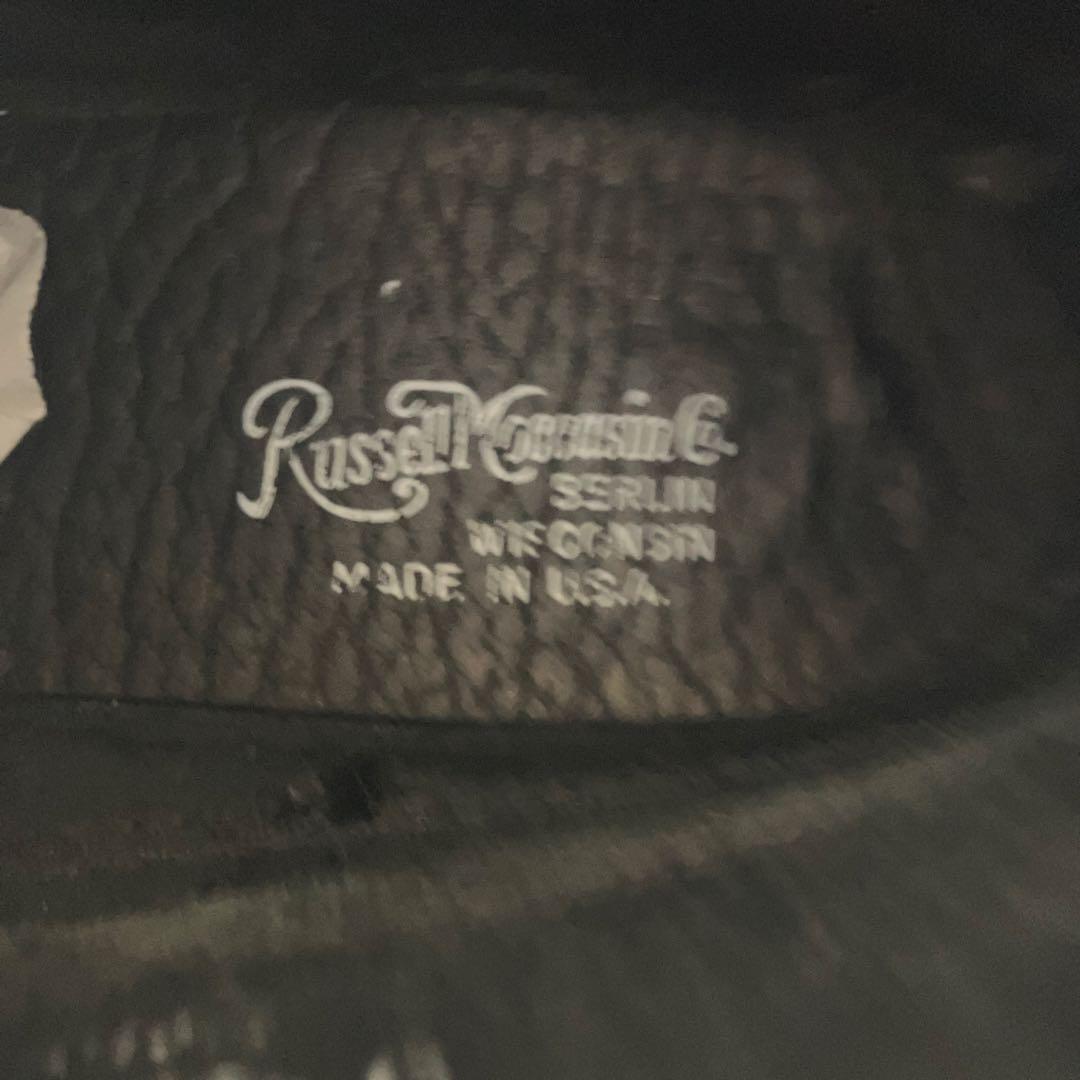 Russell Moccasin Co.
BERLIN
WISCONSIN
MADE IN U.S.A.